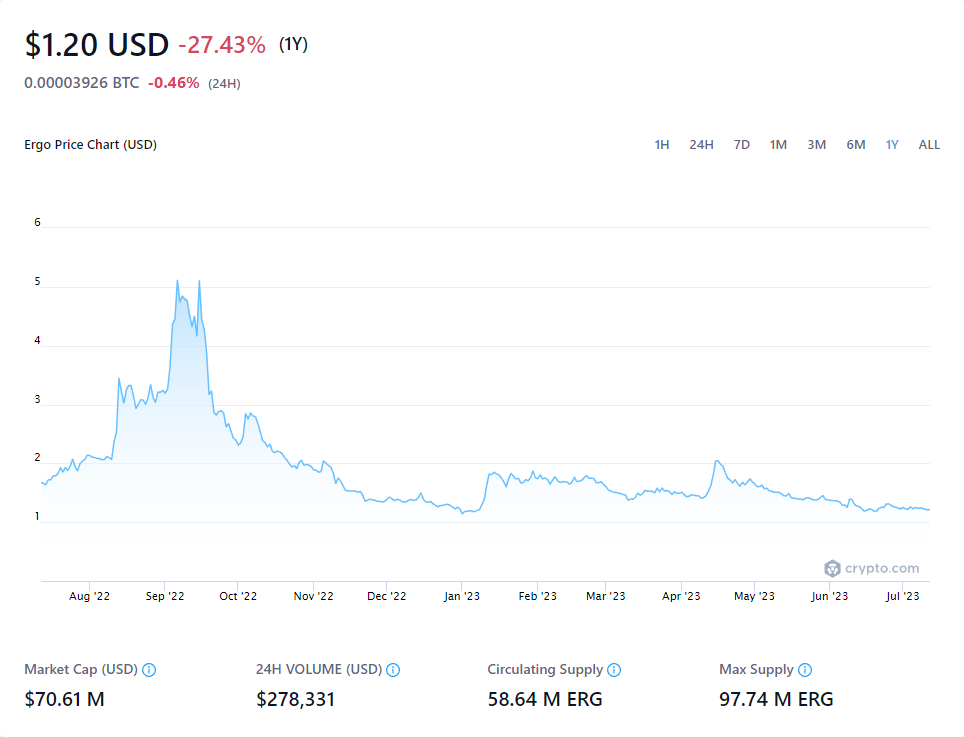 $1.20 USD -27.43% (1Y)
0.00003926 BTC -0.46% (24H)
Ergo Price Chart (USD) 1H 24H 7D 1M 3M 6M 1Y ALL
6
5
4
3
2
1
crypto.com
Aug '22 Sep '22 Oct '22 Nov '22 Dec '22 Jan '23 Feb '23 Mar '23 Apr '23 May '23 Jun '23 Jul '23
Market Cap (USD) 24H VOLUME (USD) Circulating Supply Max Supply
$70.61 M $278,331 58.64 M ERG 97.74 M ERG